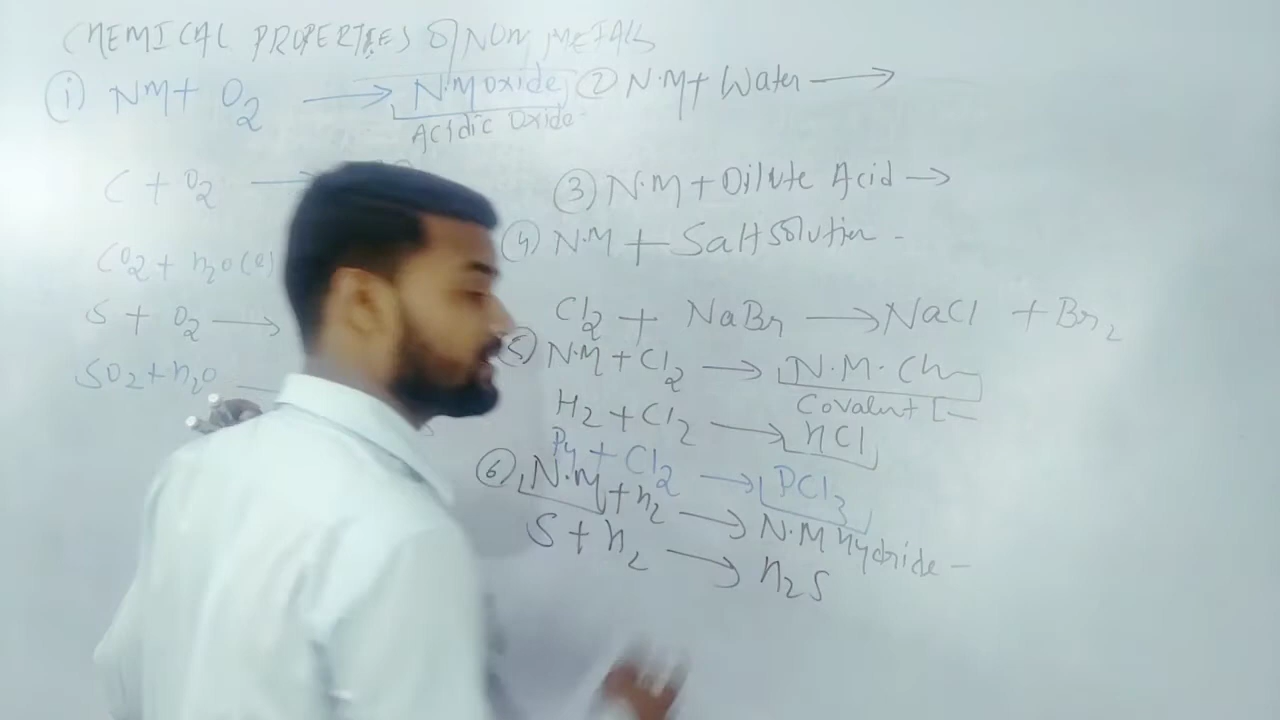 CHEMICAL PROPERTIES Of NON METALS
(i) NM + O2 → N.M oxide
Acidic Oxide
C + O2 →
CO2 + H2O(l)
S + O2 →
SO2 + H2O
(2) N.M + Water →
(3) N.M + Dilute Acid →
(4) N.M + Salt solution -
Cl2 + NaBr → NaCl + Br2
(5) N.M + Cl2 → N.M.
Covalent
H2 + Cl2 → HCl
P4 + Cl2 → PCl3
(6) N.M + H2 → N.M Hydride -
S + H2 → H2S